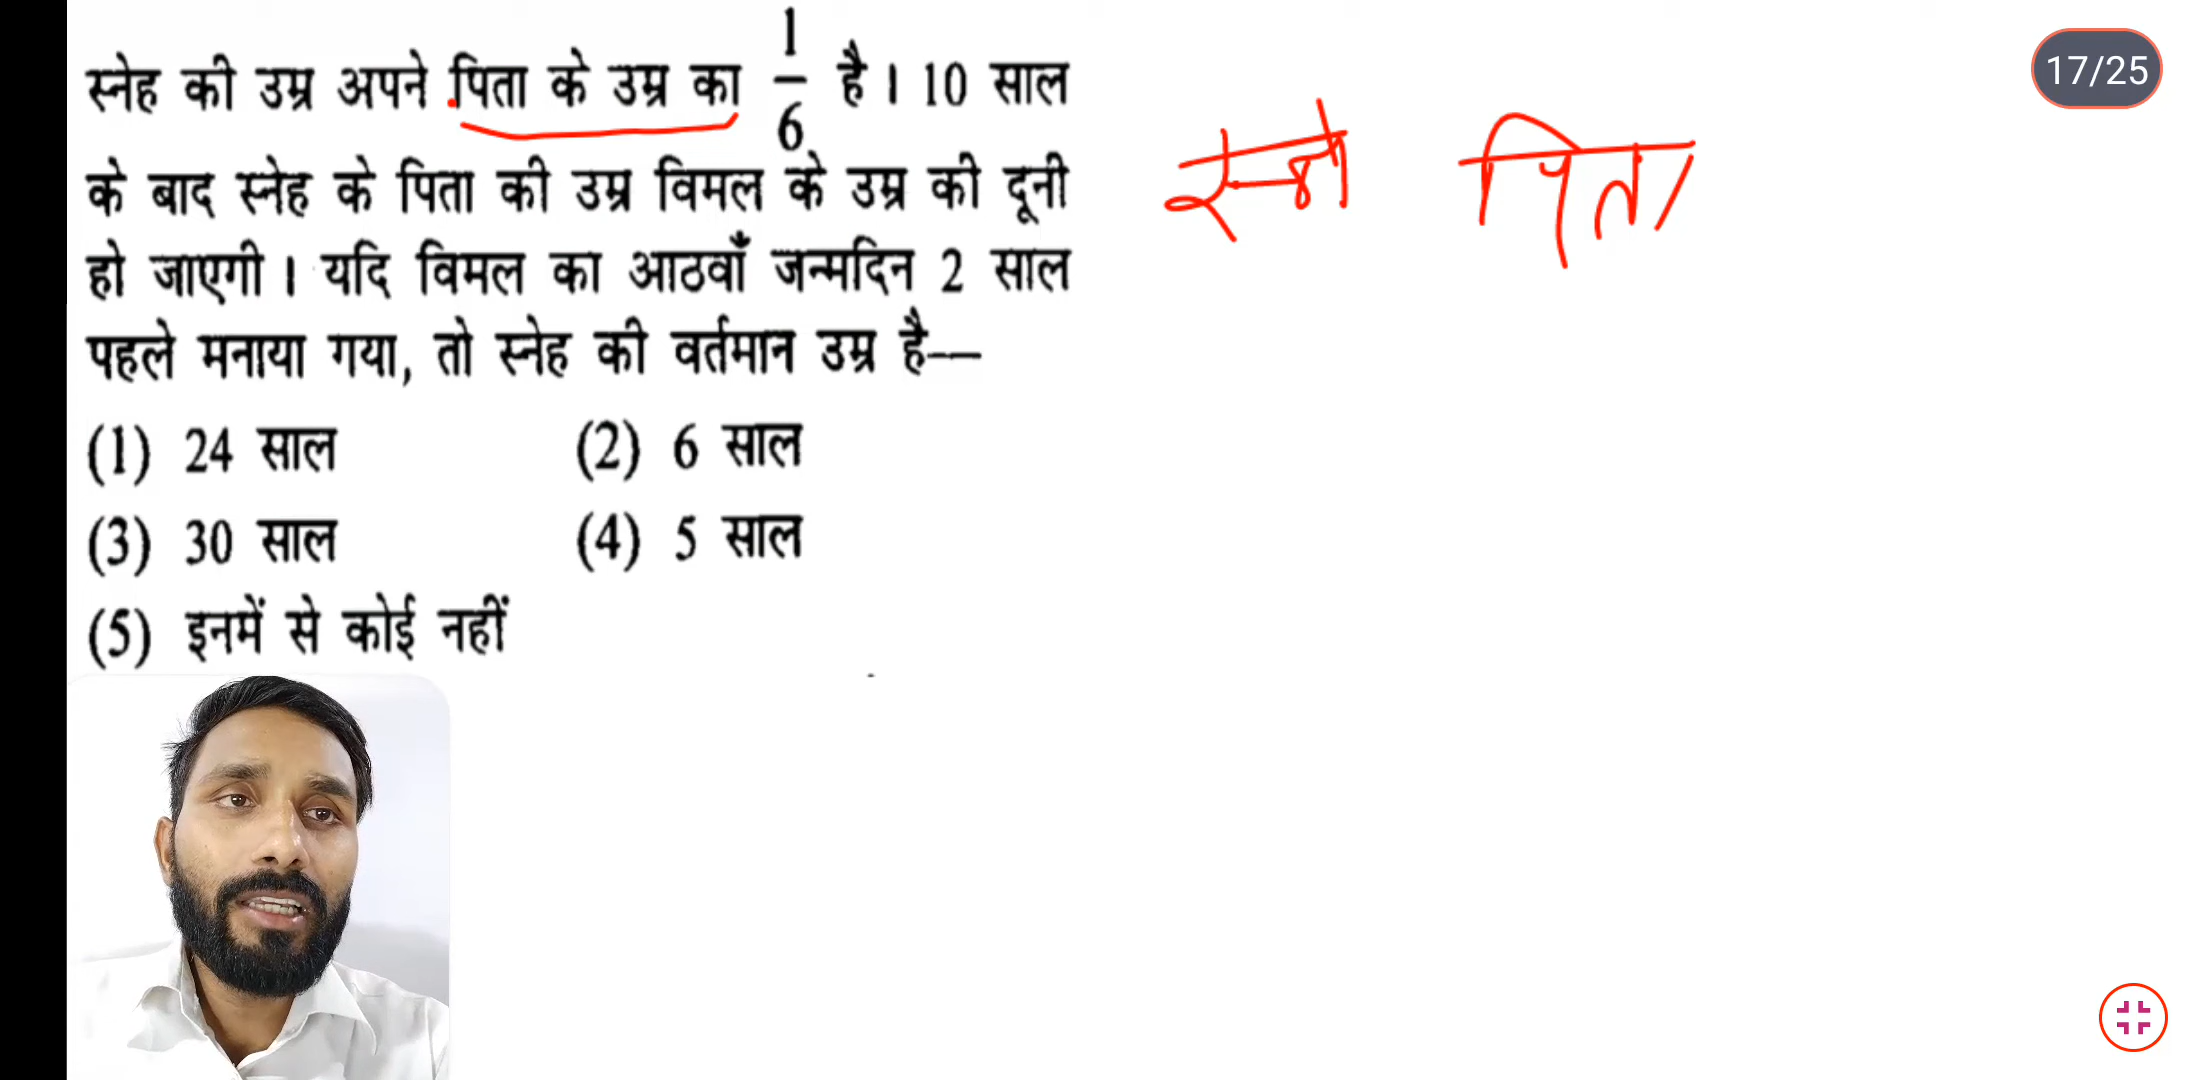 स्नेह की उम्र अपने पिता के उम्र का 1/6 है। 10 साल
के बाद स्नेह के पिता की उम्र विमल के उम्र की दूनी
हो जाएगी। यदि विमल का आठवाँ जन्मदिन 2 साल
पहले मनाया गया, तो स्नेह की वर्तमान उम्र है—
(1) 24 साल (2) 6 साल
(3) 30 साल (4) 5 साल
(5) इनमें से कोई नहीं
17/25
पिता